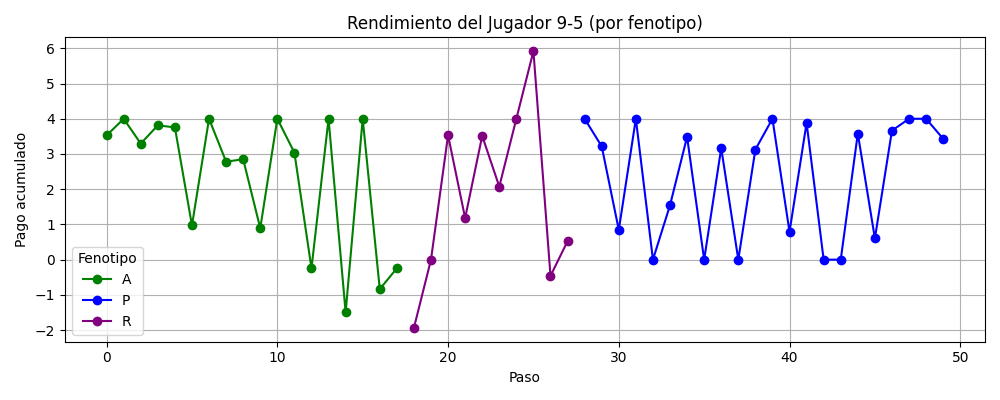 Rendimiento del Jugador 9-5 (por fenotipo)
Pago acumulado
6
5
4
3
2
1
0
−1
−2
Fenotipo
A
P
R
0 10 20 30 40 50
Paso